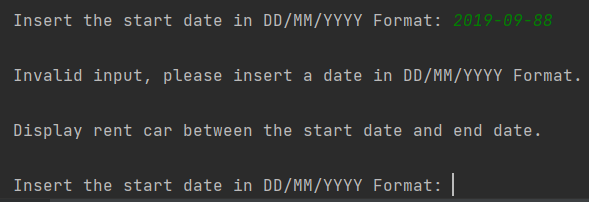 Insert the start date in DD/MM/YYYY Format: 2019-09-88
Invalid input, please insert a date in DD/MM/YYYY Format.
Display rent car between the start date and end date.
Insert the start date in DD/MM/YYYY Format: